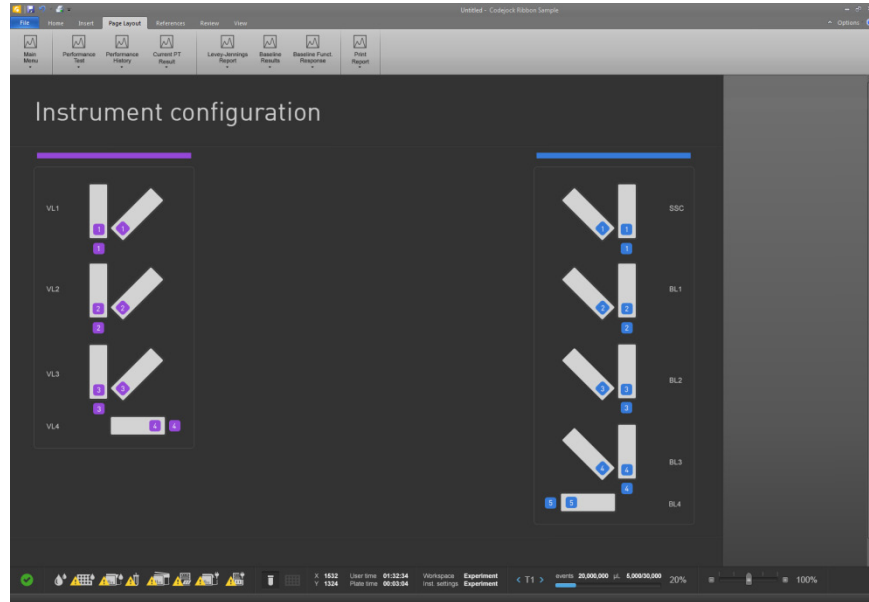 Untitled - Codejock Ribbon Sample
File Home Insert Page Layout References Review View Options
Main Menu
Performance Test
Performance History
Current PT Result
Levey-Jennings Report
Baseline Results
Baseline Funct. Response
Print Report
Instrument configuration
VL1
1 1
1
VL2
2 2
2
VL3
3 3
3
VL4 4 4
SSC
1 1
1
BL1
2 2
2
BL2
3 3
3
BL3
4 4
4
5 5 BL4
X 1532 User time 01:32:34 Workspace Experiment
Y 1324 Plate time 00:03:04 Inst. settings Experiment
< T1 > events 20,000,000 µL 5,000/30,000 20% 100%